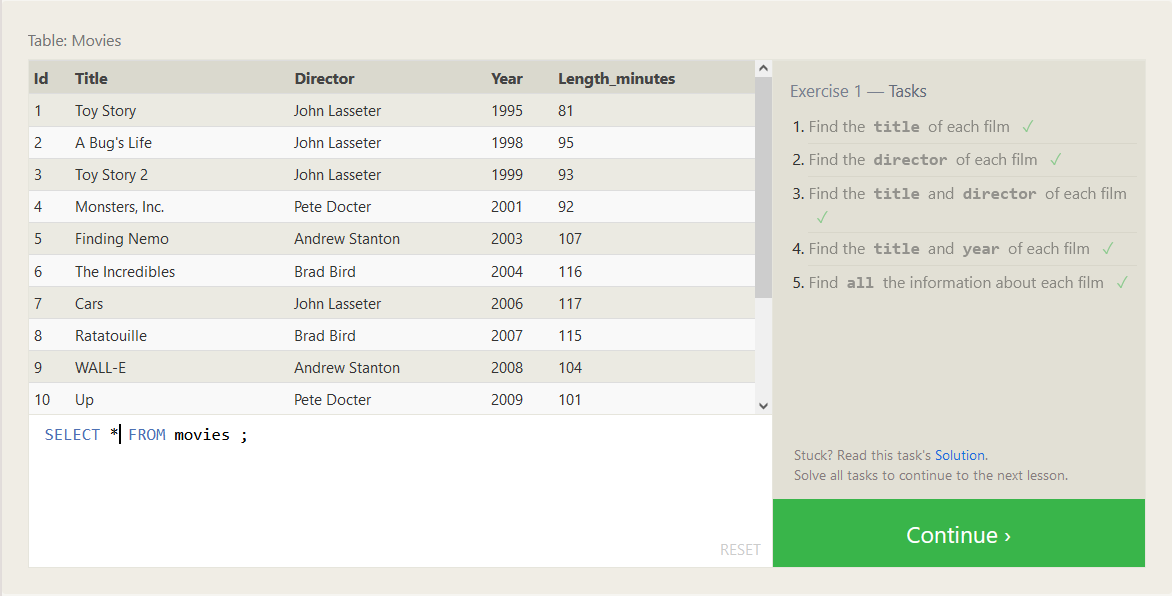 Table: Movies
Id Title Director Year Length_minutes
1 Toy Story John Lasseter 1995 81
2 A Bug's Life John Lasseter 1998 95
3 Toy Story 2 John Lasseter 1999 93
4 Monsters, Inc. Pete Docter 2001 92
5 Finding Nemo Andrew Stanton 2003 107
6 The Incredibles Brad Bird 2004 116
7 Cars John Lasseter 2006 117
8 Ratatouille Brad Bird 2007 115
9 WALL-E Andrew Stanton 2008 104
10 Up Pete Docter 2009 101
SELECT * FROM movies ;
RESET
Exercise 1 — Tasks
1. Find the title of each film ✓
2. Find the director of each film ✓
3. Find the title and director of each film
✓
4. Find the title and year of each film ✓
5. Find all the information about each film ✓
Stuck? Read this task's Solution.
Solve all tasks to continue to the next lesson.
Continue ›